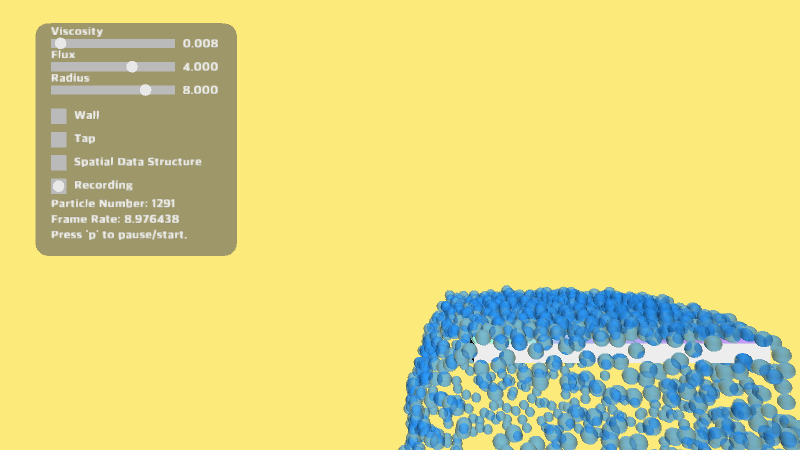 Viscosity
0.008
Flux
4.000
Radius
8.000
Wall
Tap
Spatial Data Structure
Recording
Particle Number: 1291
Frame Rate: 8.976438
Press 'p' to pause/start.